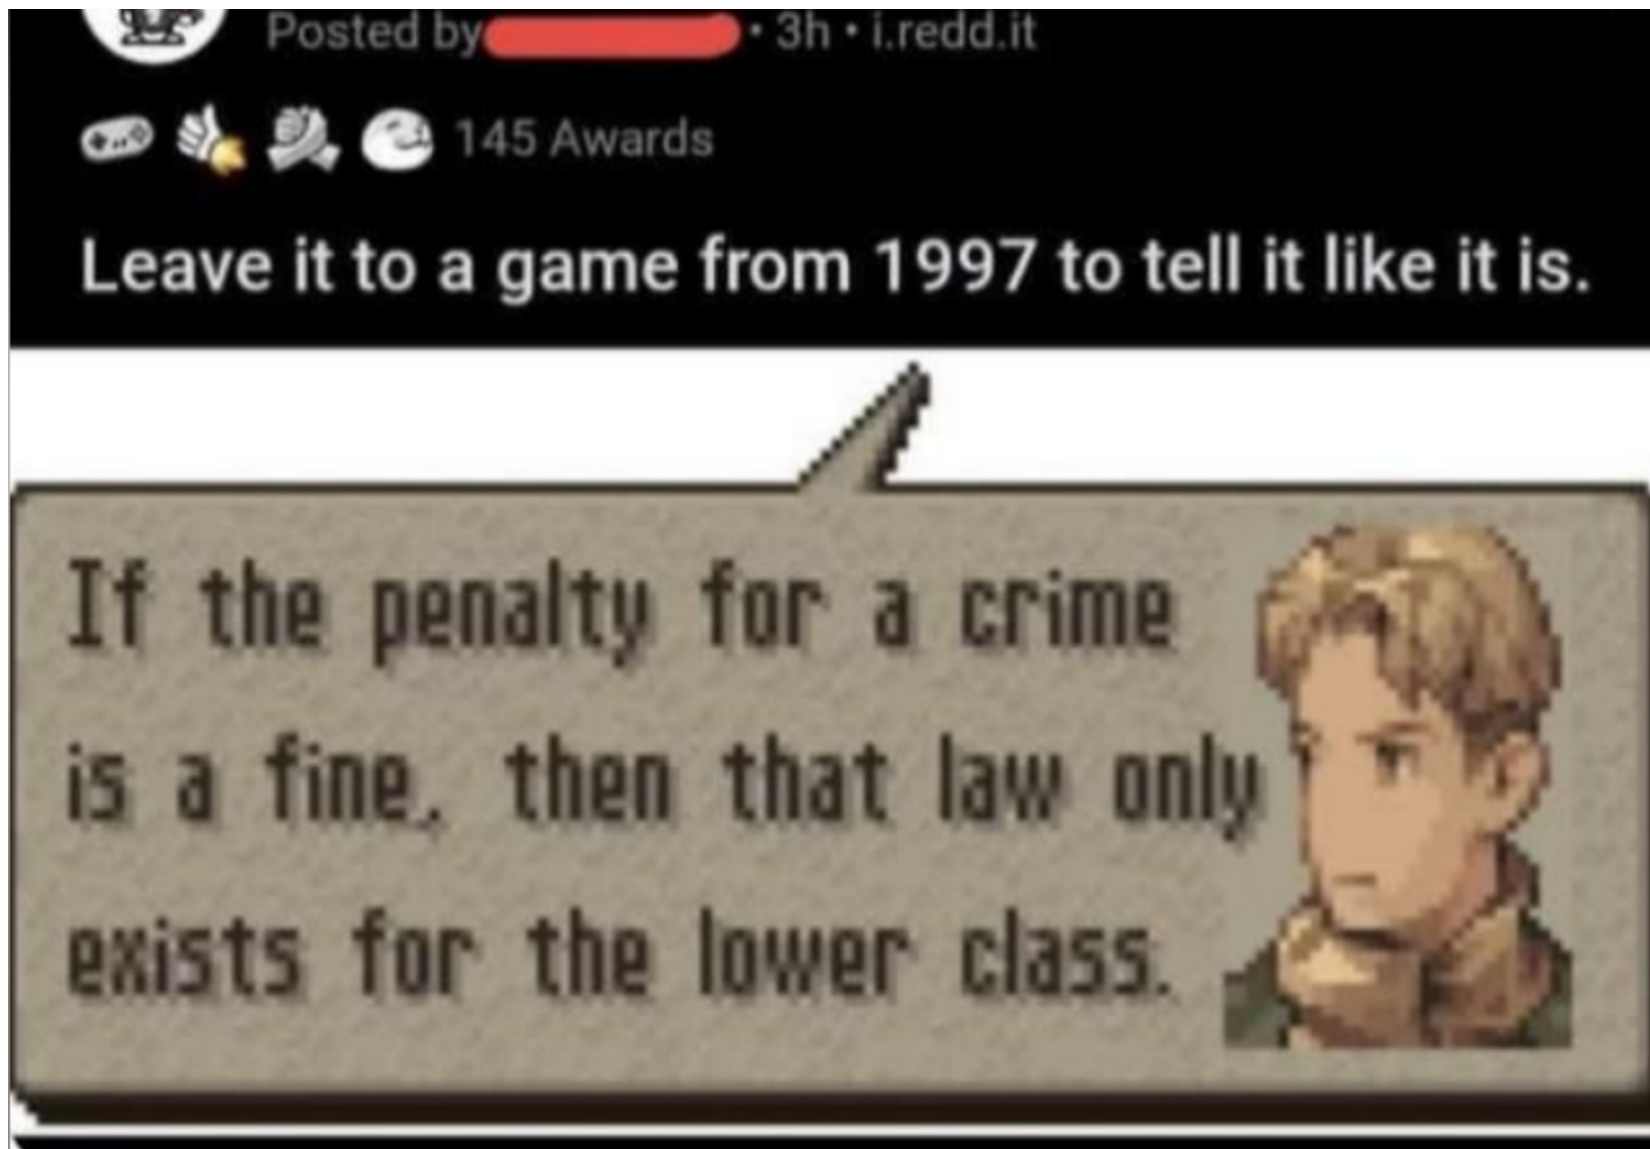 Posted by • 3h • i.redd.it
145 Awards
Leave it to a game from 1997 to tell it like it is.
If the penalty for a crime
is a fine, then that law only
exists for the lower class.